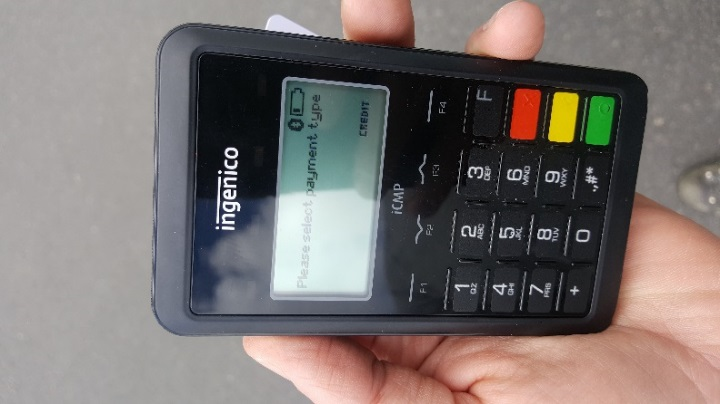 ingenico
Please select payment type
CREDIT
iCMP
F1 F2 F3 F4
1 QZ 2 ABC 3 DEF F
4 GHI 5 JKL 6 MNO X
7 PRS 8 TUV 9 WXY <
+ 0 .,#* O